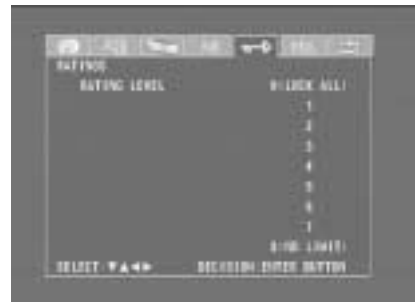 RATINGS
RATING LEVEL 0(LOCK ALL)
1
2
3
4
5
6
7
8(NO LIMIT)
SELECT:▼▲◀▶ DECISION:ENTER BUTTON